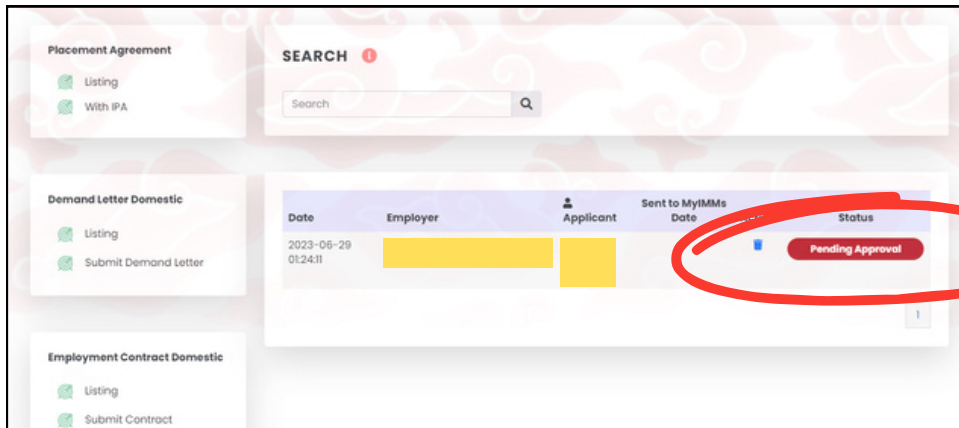 Placement Agreement
Listing
With IPA
SEARCH !
Search
Demand Letter Domestic
Listing
Submit Demand Letter
Date Employer Applicant Sent to MyIMMs Date Status
2023-06-29 01:24:11 Pending Approval
1
Employment Contract Domestic
Listing
Submit Contract